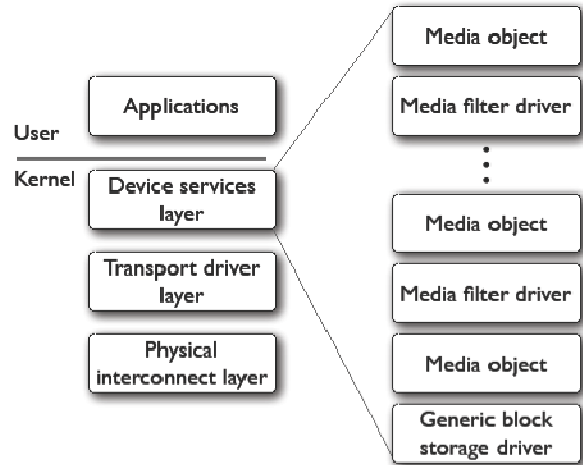 Applications
User
Kernel
Device services
layer
Transport driver
layer
Physical
interconnect layer
Media object
Media filter driver
Media object
Media filter driver
Media object
Generic block
storage driver